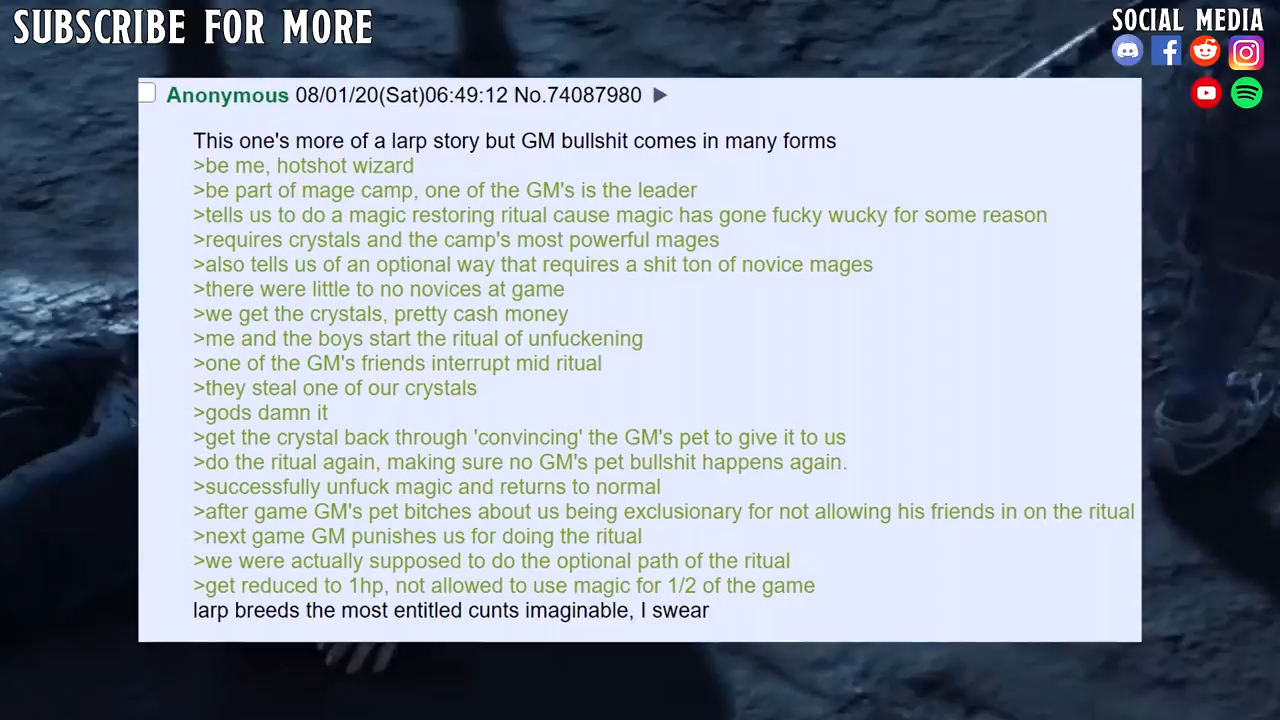 SUBSCRIBE FOR MORE
SOCIAL MEDIA
Anonymous 08/01/20(Sat)06:49:12 No.74087980 ▶
This one's more of a larp story but GM bullshit comes in many forms
>be me, hotshot wizard
>be part of mage camp, one of the GM's is the leader
>tells us to do a magic restoring ritual cause magic has gone fucky wucky for some reason
>requires crystals and the camp's most powerful mages
>also tells us of an optional way that requires a shit ton of novice mages
>there were little to no novices at game
>we get the crystals, pretty cash money
>me and the boys start the ritual of unfuckening
>one of the GM's friends interrupt mid ritual
>they steal one of our crystals
>gods damn it
>get the crystal back through 'convincing' the GM's pet to give it to us
>do the ritual again, making sure no GM's pet bullshit happens again.
>successfully unfuck magic and returns to normal
>after game GM's pet bitches about us being exclusionary for not allowing his friends in on the ritual
>next game GM punishes us for doing the ritual
>we were actually supposed to do the optional path of the ritual
>get reduced to 1hp, not allowed to use magic for 1/2 of the game
larp breeds the most entitled cunts imaginable, I swear